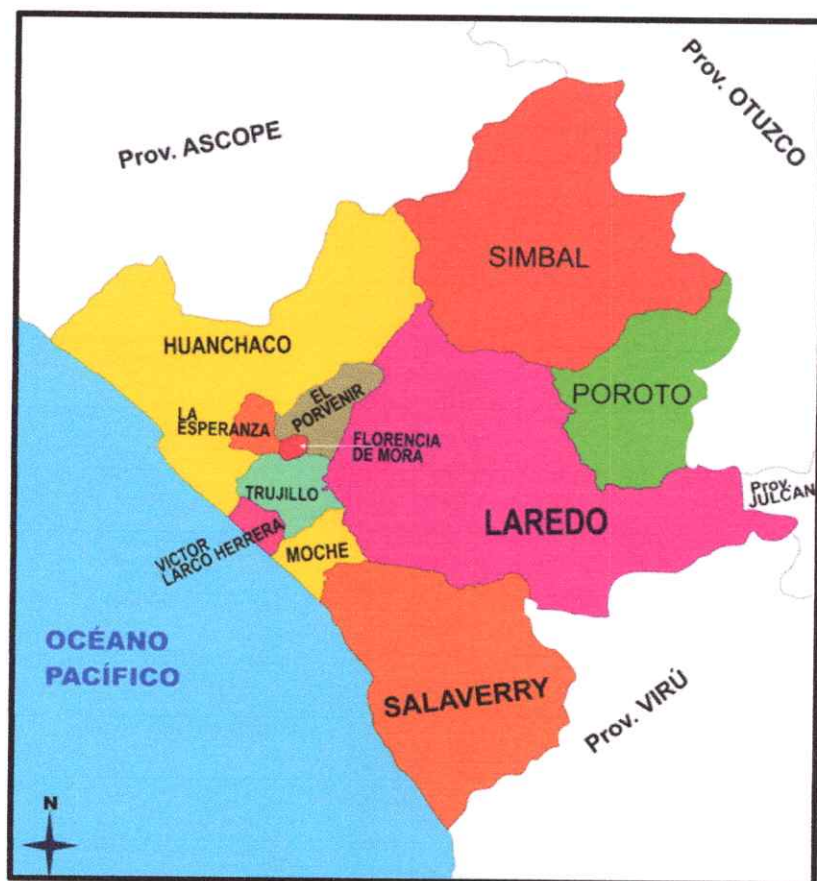 Prov. OTUZCO
Prov. ASCOPE
SIMBAL
HUANCHACO
EL
PORVENIR
POROTO
LA
ESPERANZA
FLORENCIA
DE MORA
TRUJILLO
Prov.
JULCAN
LAREDO
VICTOR
LARCO HERRERA
MOCHE
OCÉANO
PACÍFICO
SALAVERRY
Prov. VIRÚ
N